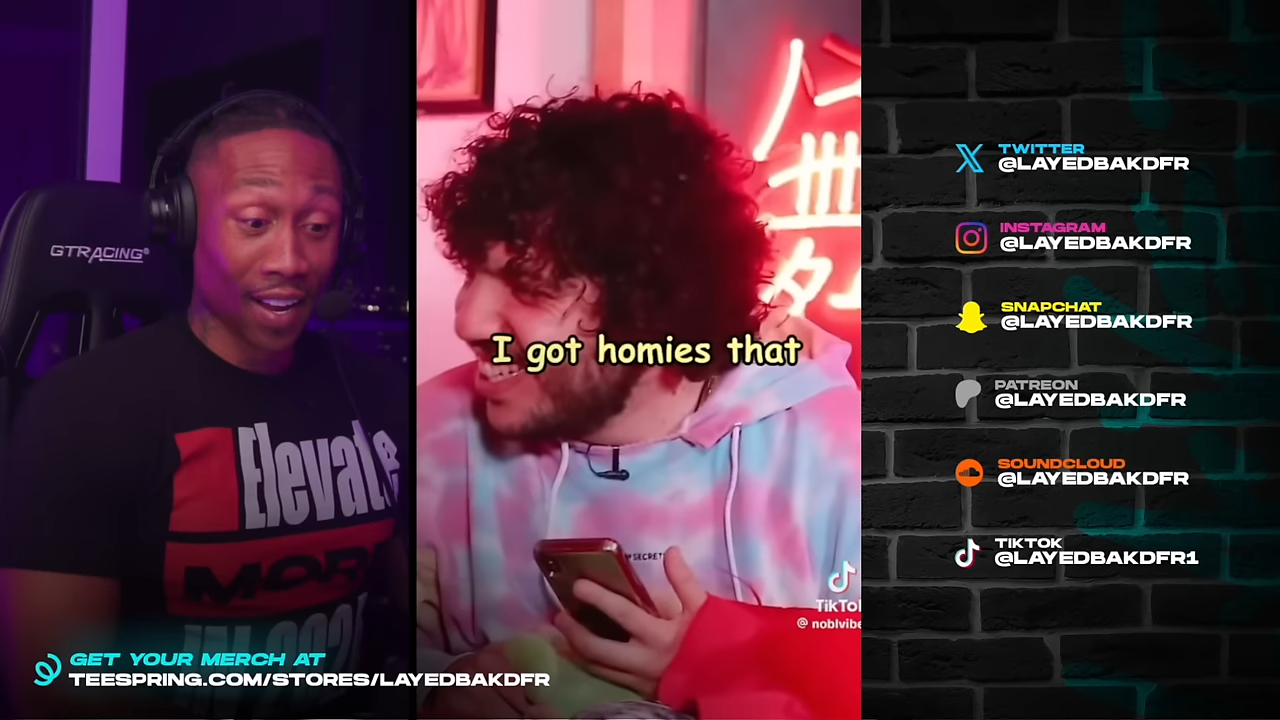 GTRACING®
Elevate
MORE
I got homies that
TikTo
@ noblvibe
GET YOUR MERCH AT
TEESPRING.COM/STORES/LAYEDBAKDFR
TWITTER
@LAYEDBAKDFR
INSTAGRAM
@LAYEDBAKDFR
SNAPCHAT
@LAYEDBAKDFR
PATREON
@LAYEDBAKDFR
SOUNDCLOUD
@LAYEDBAKDFR
TIKTOK
@LAYEDBAKDFR1